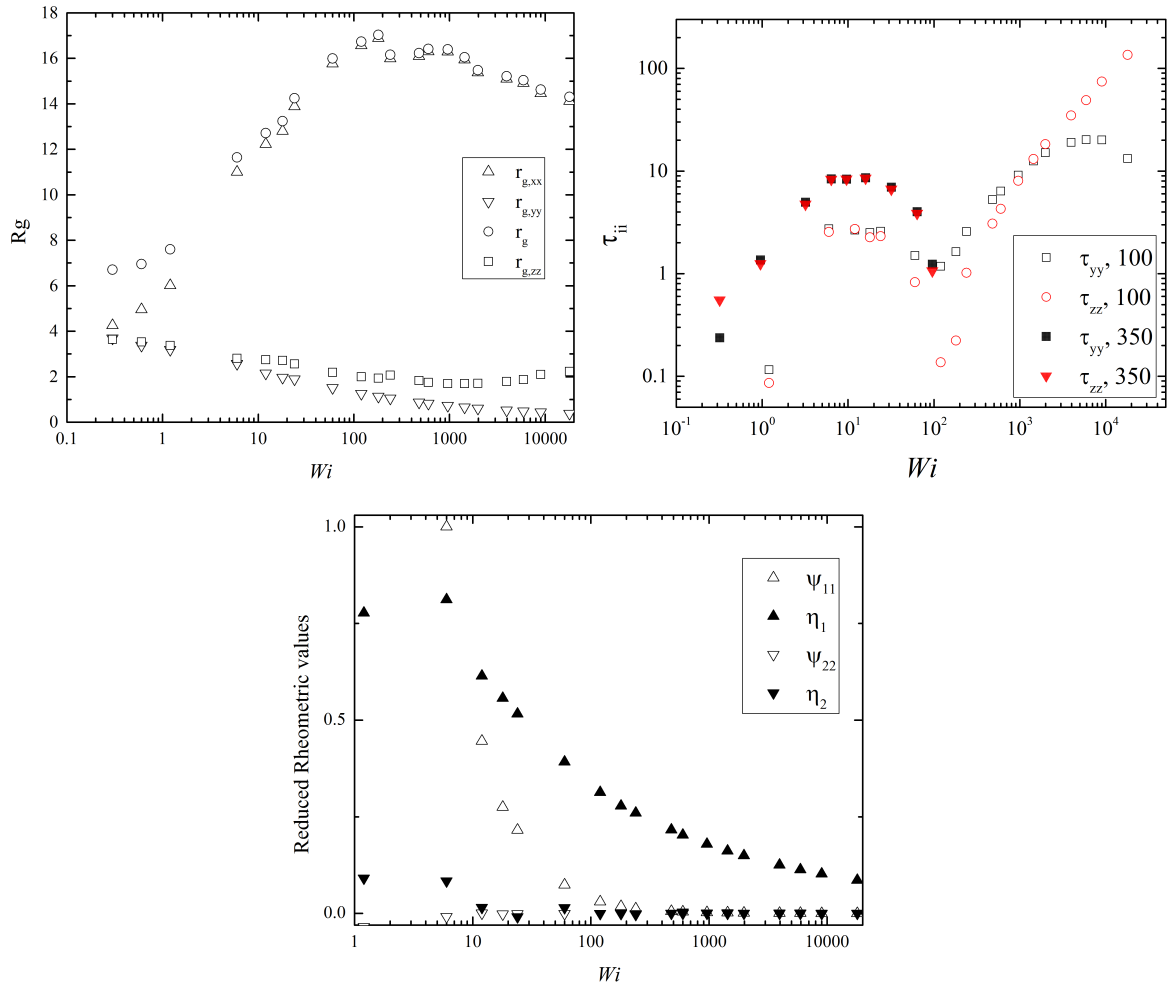 18
16
14
12
10
8
6
4
2
0
Rg
r_g,xx
r_g,yy
r_g
r_g,zz
0.1 1 10 100 1000 10000
Wi
100
10
1
0.1
τ_ii
τ_yy, 100
τ_zz, 100
τ_yy, 350
τ_zz, 350
10^-1 10^0 10^1 10^2 10^3 10^4
Wi
1.0
0.5
0.0
Reduced Rheometric values
ψ_11
η_1
ψ_22
η_2
1 10 100 1000 10000
Wi